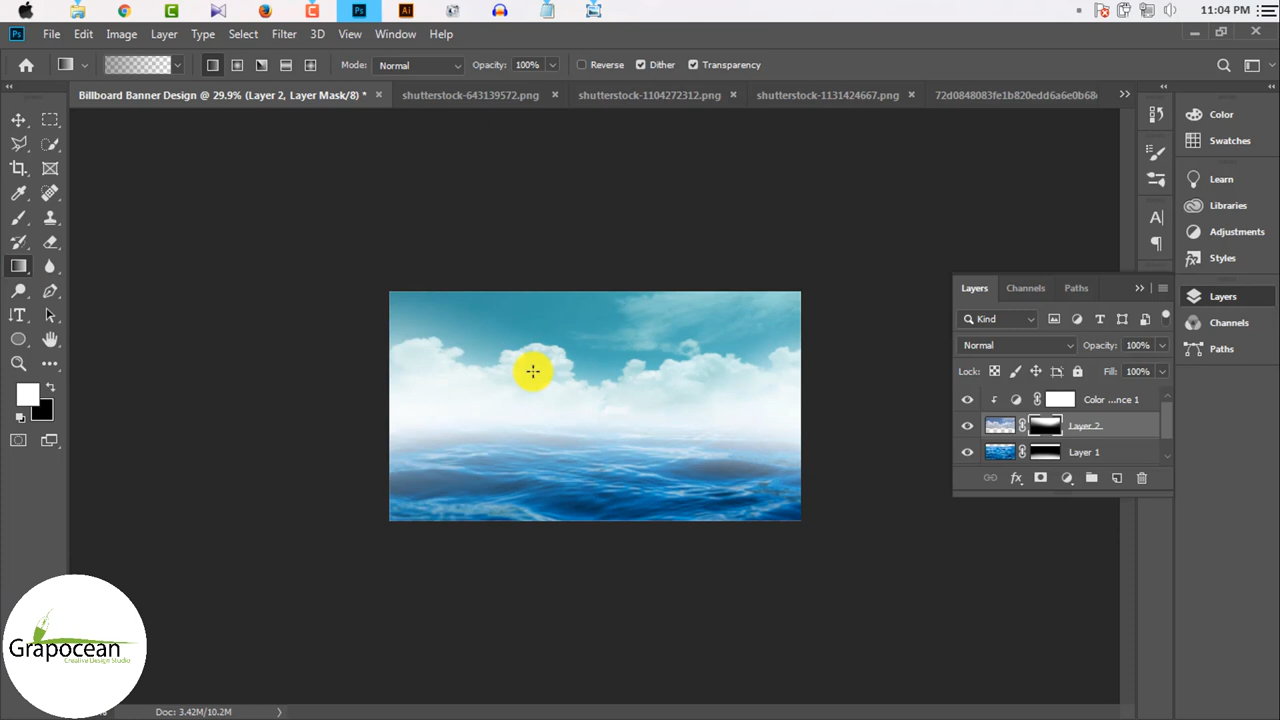 11:04 PM
Ps
File Edit Image Layer Type Select Filter 3D View Window Help
Mode: Normal Opacity: 100% Reverse Dither Transparency
Billboard Banner Design @ 29.9% (Layer 2, Layer Mask/8) * shutterstock-643139572.png shutterstock-1104272312.png shutterstock-1131424667.png
Color
Swatches
Learn
Libraries
Adjustments
Styles
Layers
Channels
Paths
Layers Channels Paths
Kind
Normal Opacity: 100%
Lock: Fill: 100%
Color ...nce 1
Layer 2
Layer 1
Grapocean
Creative Design Studio
Doc: 3.42M/10.2M